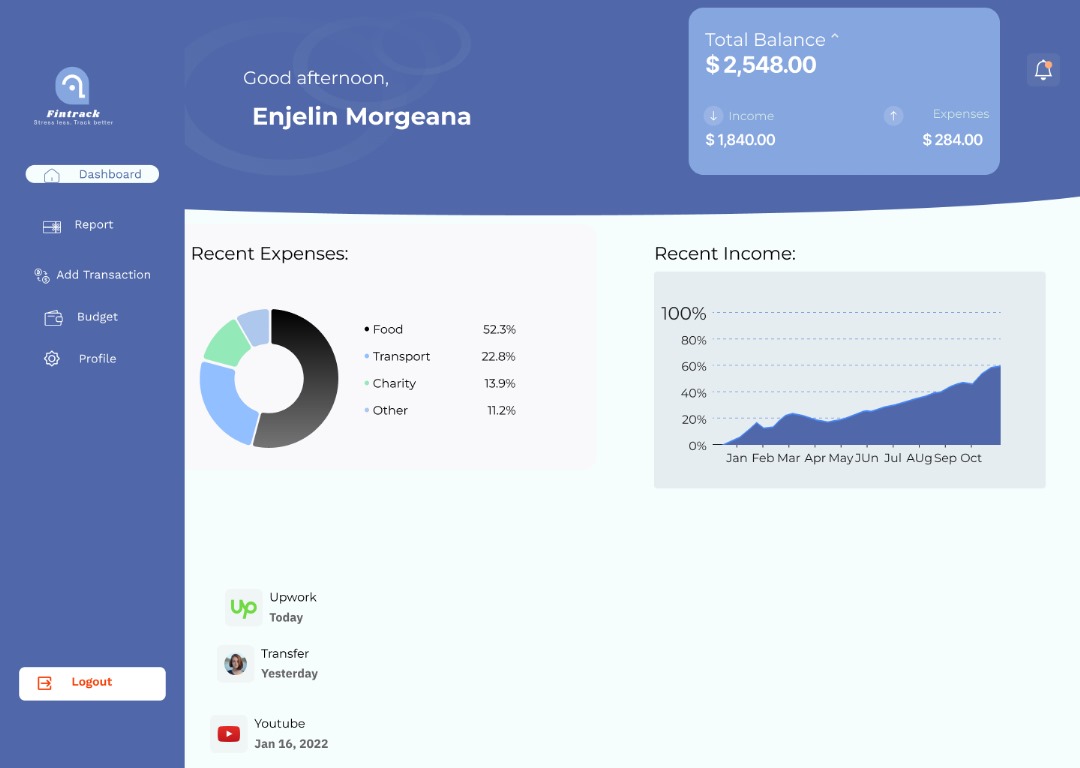 Fintrack
Stress less. Track better
Dashboard
Report
Add Transaction
Budget
Profile
Logout
Good afternoon,
Enjelin Morgeana
Total Balance ^
$ 2,548.00
Income
Expenses
$ 1,840.00
$ 284.00
Recent Expenses:
Food 52.3%
Transport 22.8%
Charity 13.9%
Other 11.2%
Recent Income:
100%
80%
60%
40%
20%
0%
Jan Feb Mar Apr May JUn Jul AUg Sep Oct
Up
Upwork
Today
Transfer
Yesterday
Youtube
Jan 16, 2022